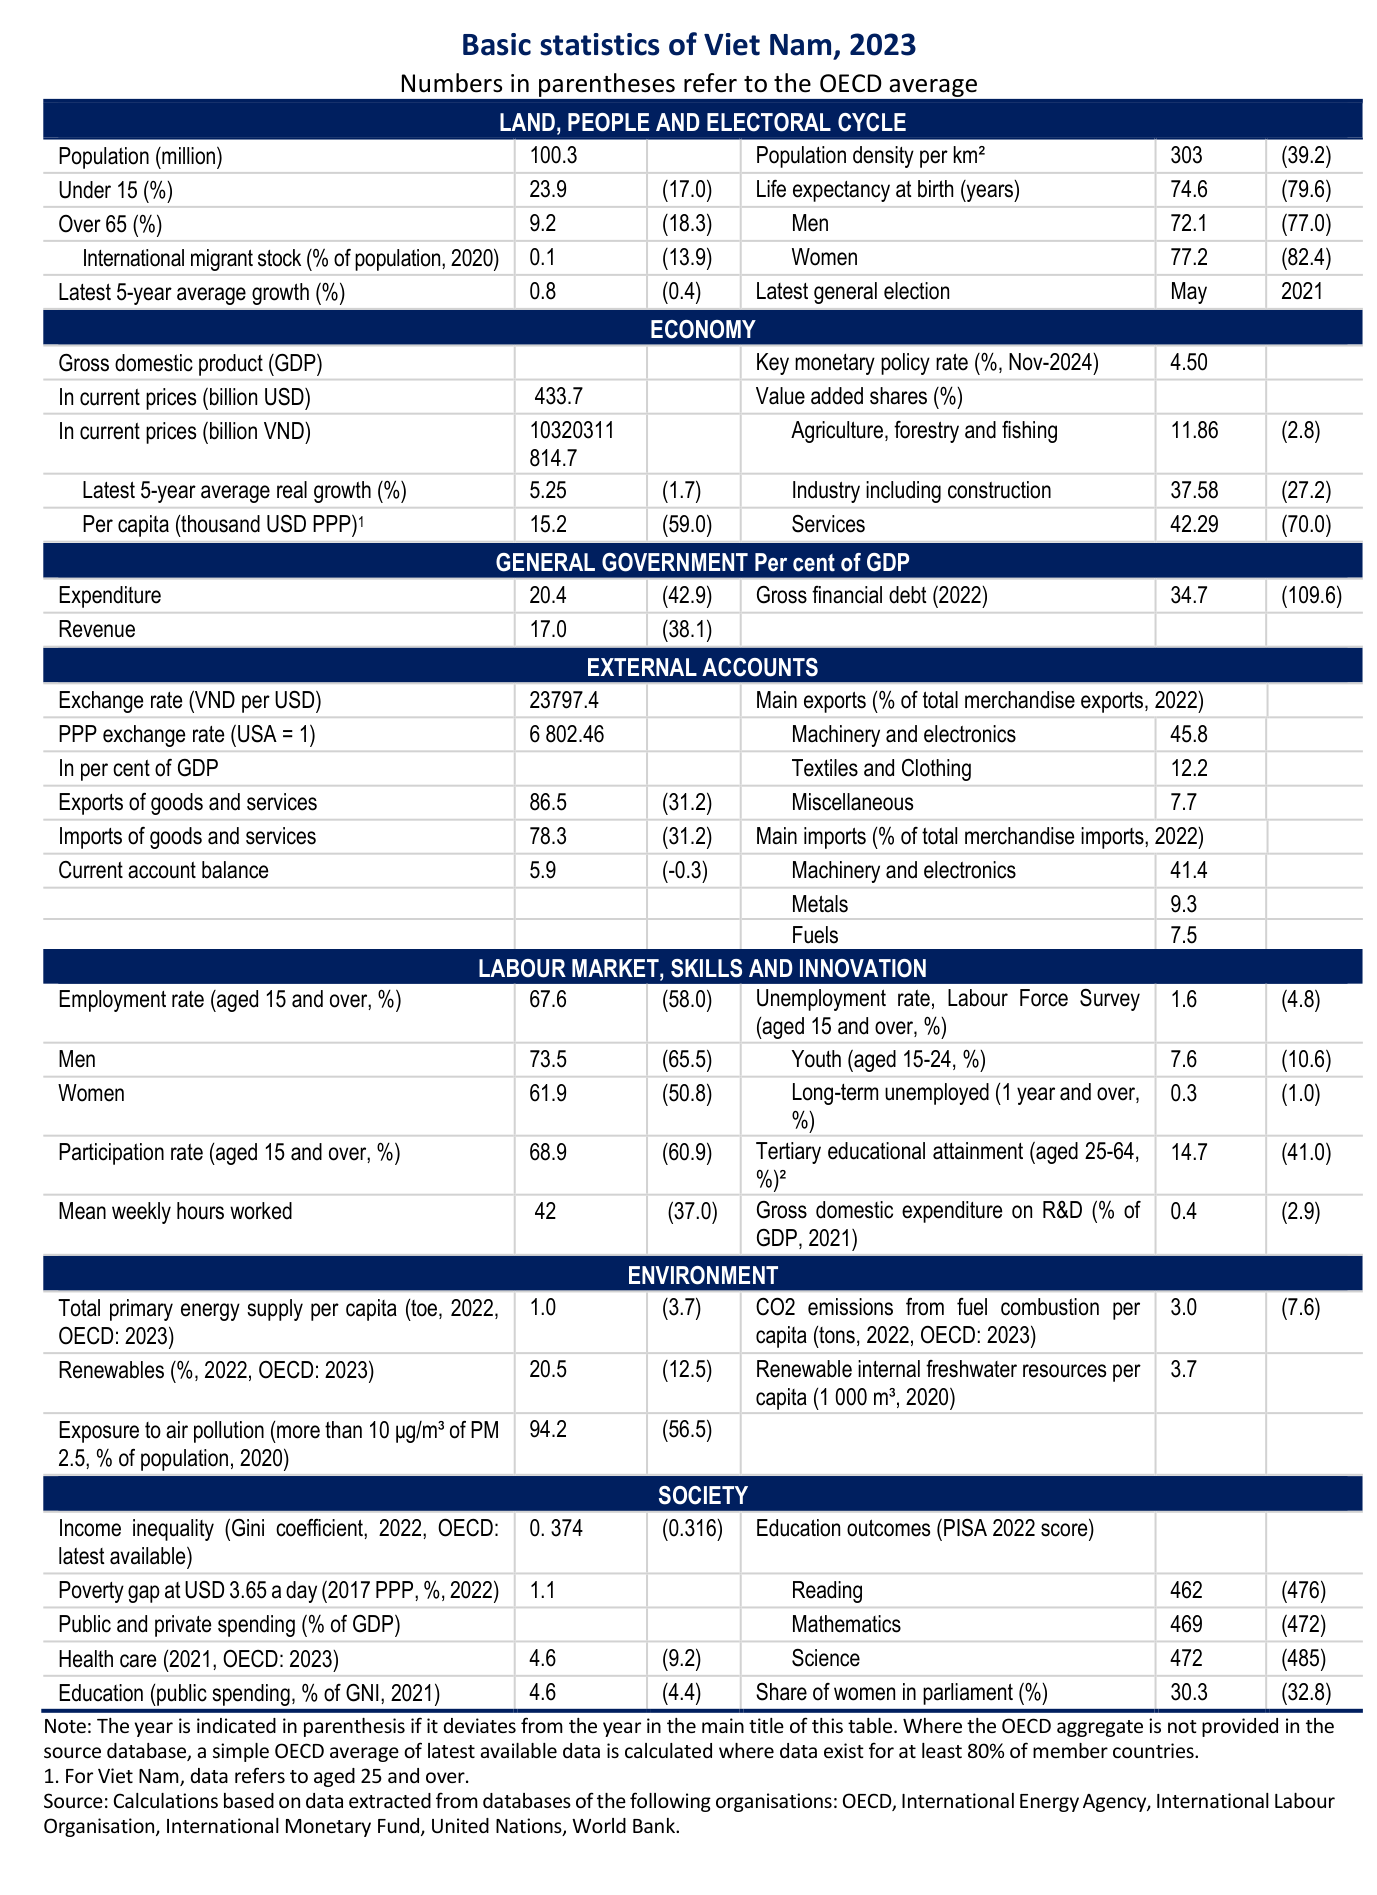 Basic statistics of Viet Nam, 2023
Numbers in parentheses refer to the OECD average
LAND, PEOPLE AND ELECTORAL CYCLE
Population (million) 100.3 Population density per km² 303 (39.2)
Under 15 (%) 23.9 (17.0) Life expectancy at birth (years) 74.6 (79.6)
Over 65 (%) 9.2 (18.3) Men 72.1 (77.0)
International migrant stock (% of population, 2020) 0.1 (13.9) Women 77.2 (82.4)
Latest 5-year average growth (%) 0.8 (0.4) Latest general election May 2021
ECONOMY
Gross domestic product (GDP) Key monetary policy rate (%, Nov-2024) 4.50
In current prices (billion USD) 433.7 Value added shares (%)
In current prices (billion VND) 10320311 Agriculture, forestry and fishing 11.86 (2.8)
814.7
Latest 5-year average real growth (%) 5.25 (1.7) Industry including construction 37.58 (27.2)
Per capita (thousand USD PPP)¹ 15.2 (59.0) Services 42.29 (70.0)
GENERAL GOVERNMENT Per cent of GDP
Expenditure 20.4 (42.9) Gross financial debt (2022) 34.7 (109.6)
Revenue 17.0 (38.1)
EXTERNAL ACCOUNTS
Exchange rate (VND per USD) 23797.4 Main exports (% of total merchandise exports, 2022)
PPP exchange rate (USA = 1) 6 802.46 Machinery and electronics 45.8
In per cent of GDP Textiles and Clothing 12.2
Exports of goods and services 86.5 (31.2) Miscellaneous 7.7
Imports of goods and services 78.3 (31.2) Main imports (% of total merchandise imports, 2022)
Current account balance 5.9 (-0.3) Machinery and electronics 41.4
Metals 9.3
Fuels 7.5
LABOUR MARKET, SKILLS AND INNOVATION
Employment rate (aged 15 and over, %) 67.6 (58.0) Unemployment rate, Labour Force Survey 1.6 (4.8)
(aged 15 and over, %)
Men 73.5 (65.5) Youth (aged 15-24, %) 7.6 (10.6)
Women 61.9 (50.8) Long-term unemployed (1 year and over, 0.3 (1.0)
%)
Participation rate (aged 15 and over, %) 68.9 (60.9) Tertiary educational attainment (aged 25-64, 14.7 (41.0)
%)²
Mean weekly hours worked 42 (37.0) Gross domestic expenditure on R&D (% of 0.4 (2.9)
GDP, 2021)
ENVIRONMENT
Total primary energy supply per capita (toe, 2022, 1.0 (3.7) CO2 emissions from fuel combustion per 3.0 (7.6)
OECD: 2023) capita (tons, 2022, OECD: 2023)
Renewables (%, 2022, OECD: 2023) 20.5 (12.5) Renewable internal freshwater resources per 3.7
capita (1 000 m³, 2020)
Exposure to air pollution (more than 10 μg/m³ of PM 94.2 (56.5)
2.5, % of population, 2020)
SOCIETY
Income inequality (Gini coefficient, 2022, OECD: 0. 374 (0.316) Education outcomes (PISA 2022 score)
latest available)
Poverty gap at USD 3.65 a day (2017 PPP, %, 2022) 1.1 Reading 462 (476)
Public and private spending (% of GDP) Mathematics 469 (472)
Health care (2021, OECD: 2023) 4.6 (9.2) Science 472 (485)
Education (public spending, % of GNI, 2021) 4.6 (4.4) Share of women in parliament (%) 30.3 (32.8)
Note: The year is indicated in parenthesis if it deviates from the year in the main title of this table. Where the OECD aggregate is not provided in the
source database, a simple OECD average of latest available data is calculated where data exist for at least 80% of member countries.
1. For Viet Nam, data refers to aged 25 and over.
Source: Calculations based on data extracted from databases of the following organisations: OECD, International Energy Agency, International Labour
Organisation, International Monetary Fund, United Nations, World Bank.